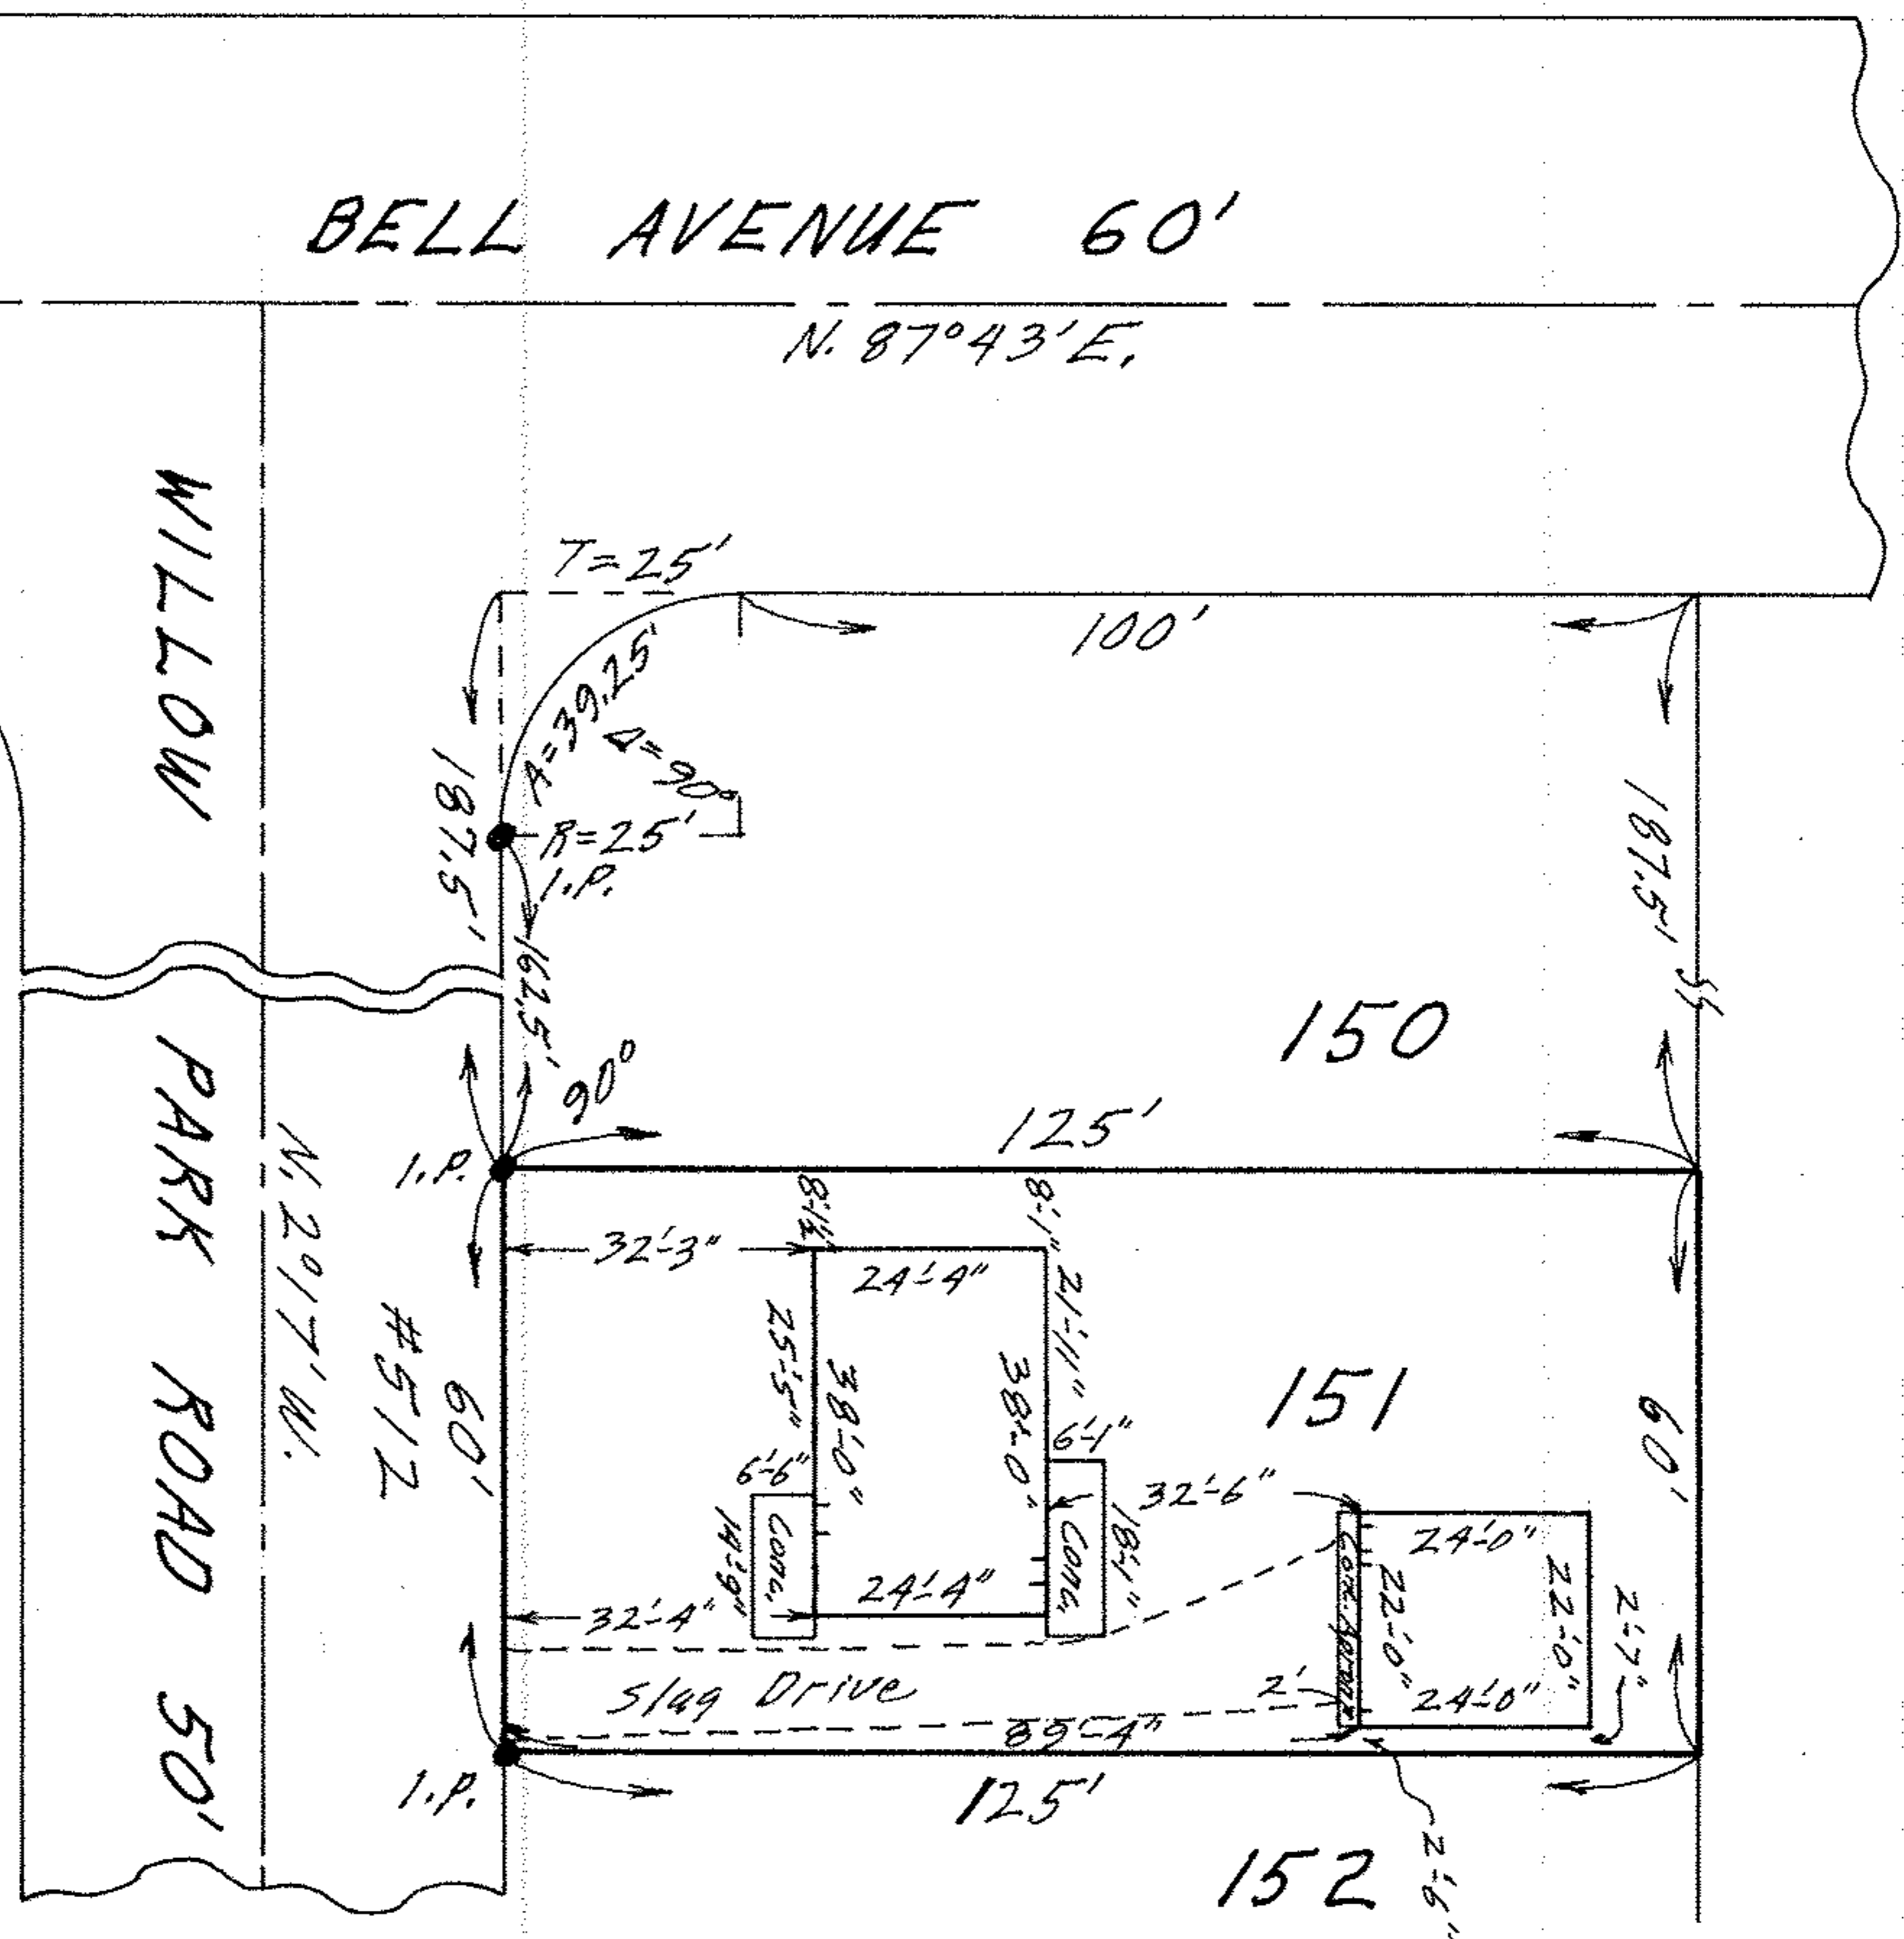 BELL AVENUE 60'
N. 87°43'E.
WILLOW PARK ROAD 50'
N. 2°17'W.
T=25'
100'
A=39.25'
Δ=90°
R=25'
I.P.
187.5'
187.5'
162.5'
90°
150
125'
I.P.
32'-3"
8'-1½"
8'-1"
24'-4"
25'-5"
38'-0"
38'-0"
21'-11"
#512
60'
151
60'
6'-6"
6'-1"
32'-6"
14'-9"
Conc.
Conc.
18'-1"
24'-4"
32'-4"
24'-0"
Conc. Apron
22'-0"
22'-0"
2'-7"
24'-0"
2'
Slag Drive
89'-4"
I.P.
125'
2'-6"
152